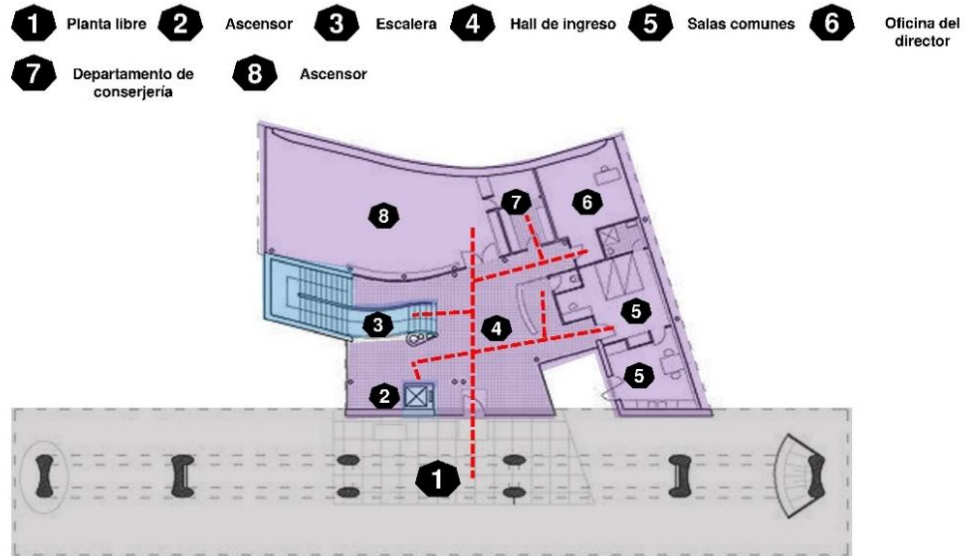 1 Planta libre 2 Ascensor 3 Escalera 4 Hall de ingreso 5 Salas comunes 6 Oficina del
director
7 Departamento de
conserjería 8 Ascensor
7
6
8
5
4
3
5
2
1